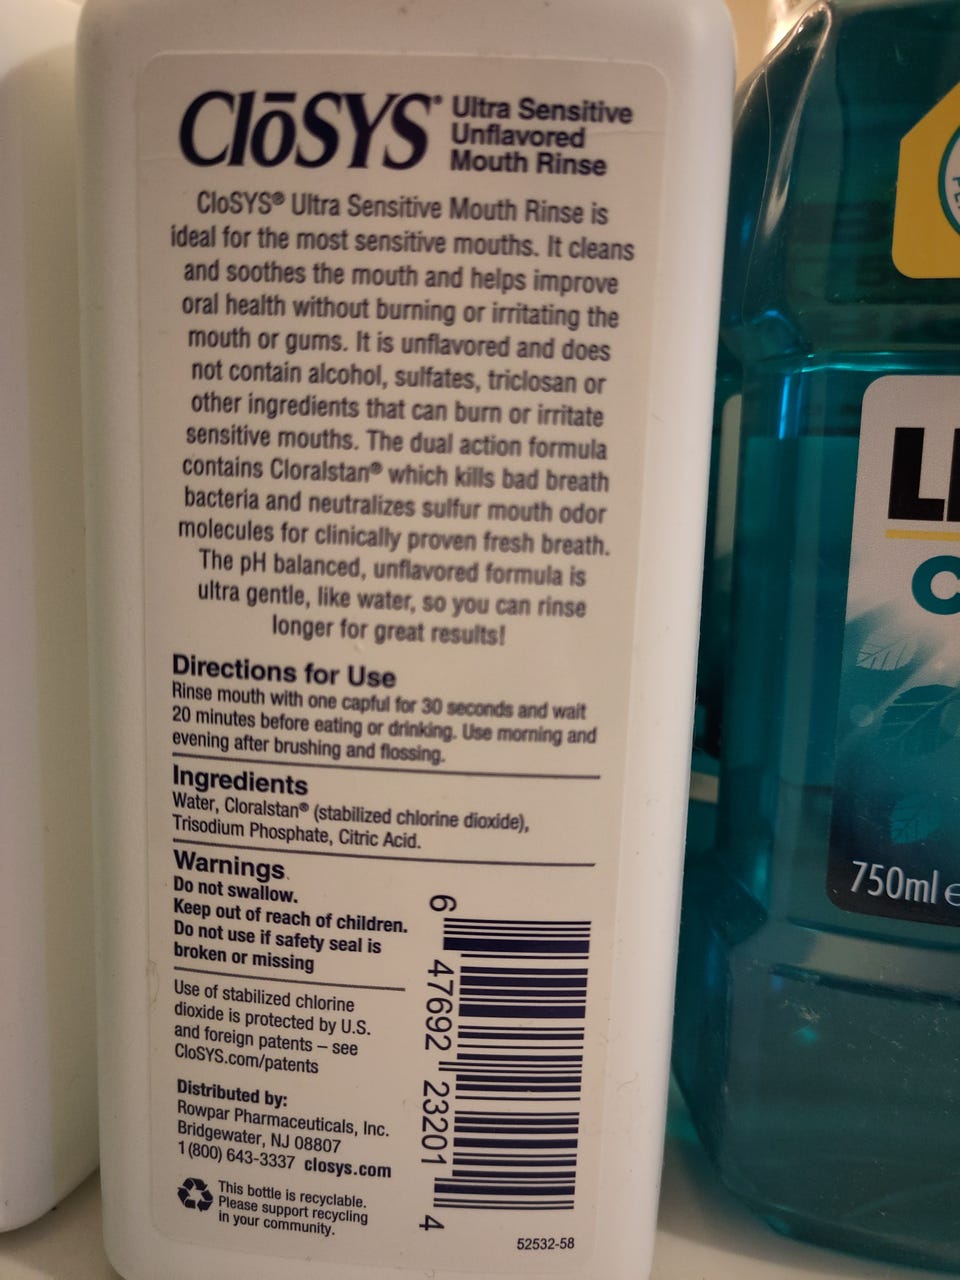 ClōSYS® Ultra Sensitive
Unflavored
Mouth Rinse
CloSYS® Ultra Sensitive Mouth Rinse is
ideal for the most sensitive mouths. It cleans
and soothes the mouth and helps improve
oral health without burning or irritating the
mouth or gums. It is unflavored and does
not contain alcohol, sulfates, triclosan or
other ingredients that can burn or irritate
sensitive mouths. The dual action formula
contains Cloralstan® which kills bad breath
bacteria and neutralizes sulfur mouth odor
molecules for clinically proven fresh breath.
The pH balanced, unflavored formula is
ultra gentle, like water, so you can rinse
longer for great results!
Directions for Use
Rinse mouth with one capful for 30 seconds and wait
20 minutes before eating or drinking. Use morning and
evening after brushing and flossing.
Ingredients
Water, Cloralstan® (stabilized chlorine dioxide),
Trisodium Phosphate, Citric Acid.
Warnings
Do not swallow.
Keep out of reach of children.
Do not use if safety seal is
broken or missing
Use of stabilized chlorine
dioxide is protected by U.S.
and foreign patents – see
CloSYS.com/patents
Distributed by:
Rowpar Pharmaceuticals, Inc.
Bridgewater, NJ 08807
1 (800) 643-3337 closys.com
This bottle is recyclable.
Please support recycling
in your community.
6 47692 23201 4
52532-58
750ml e